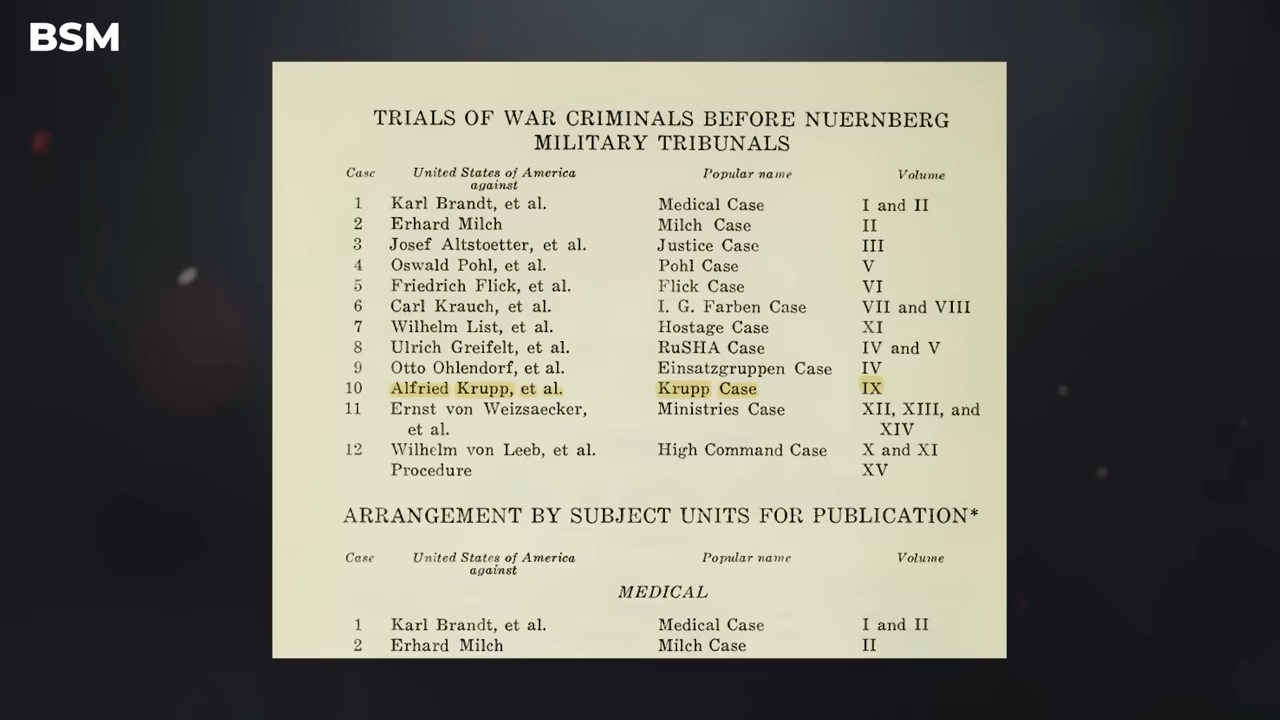 BSM
TRIALS OF WAR CRIMINALS BEFORE NUERNBERG
MILITARY TRIBUNALS
Case United States of America against Popular name Volume
1 Karl Brandt, et al. Medical Case I and II
2 Erhard Milch Milch Case II
3 Josef Altstoetter, et al. Justice Case III
4 Oswald Pohl, et al. Pohl Case V
5 Friedrich Flick, et al. Flick Case VI
6 Carl Krauch, et al. I. G. Farben Case VII and VIII
7 Wilhelm List, et al. Hostage Case XI
8 Ulrich Greifelt, et al. RuSHA Case IV and V
9 Otto Ohlendorf, et al. Einsatzgruppen Case IV
10 Alfried Krupp, et al. Krupp Case IX
11 Ernst von Weizsaecker, Ministries Case XII, XIII, and
et al. XIV
12 Wilhelm von Leeb, et al. High Command Case X and XI
Procedure XV
ARRANGEMENT BY SUBJECT UNITS FOR PUBLICATION*
Case United States of America against Popular name Volume
MEDICAL
1 Karl Brandt, et al. Medical Case I and II
2 Erhard Milch Milch Case II